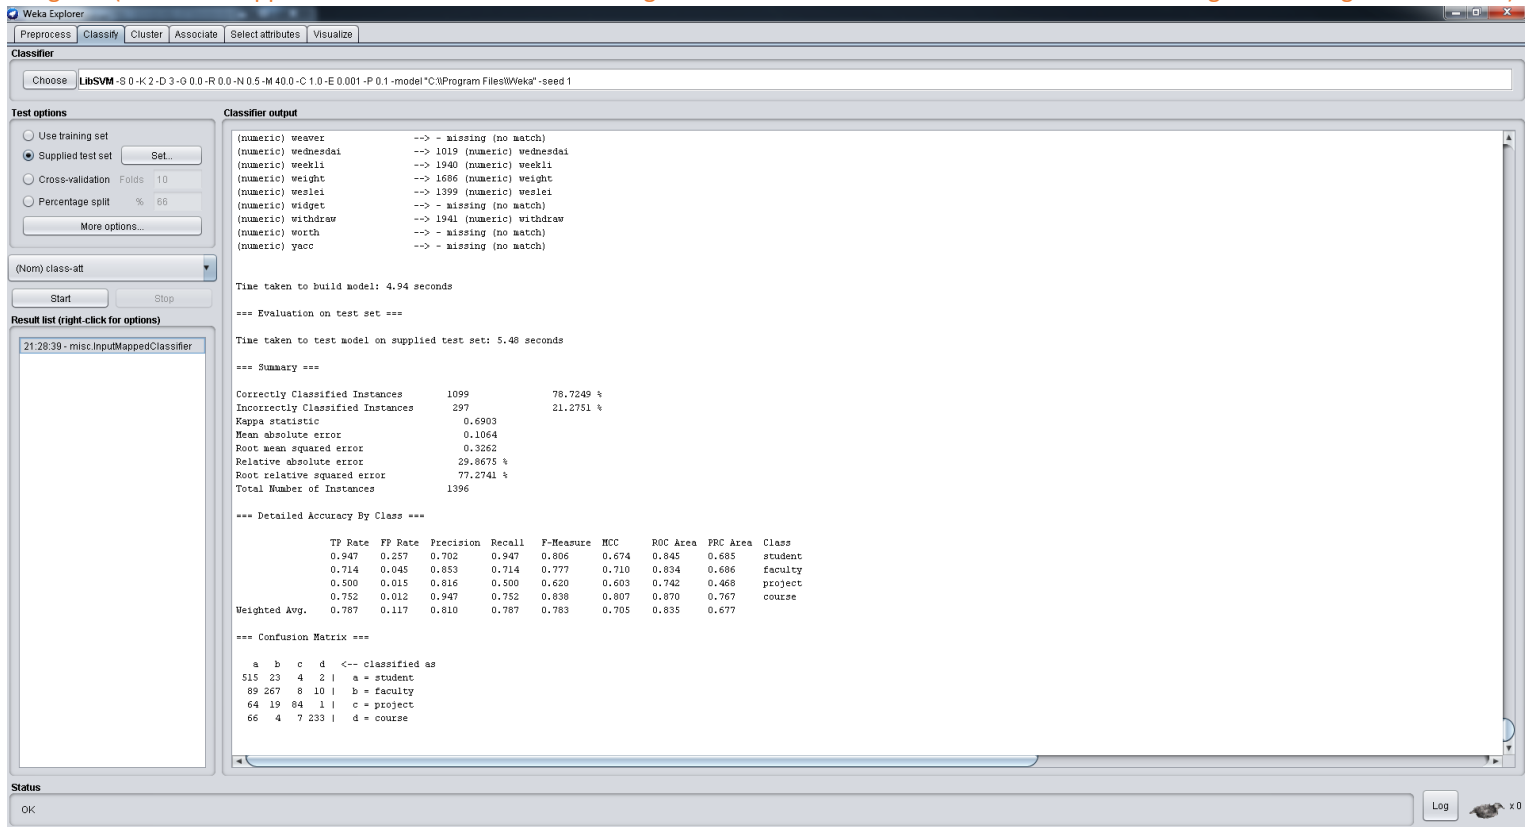 Weka Explorer
Preprocess Classify Cluster Associate Select attributes Visualize
Classifier
Choose LibSVM -S 0 -K 2 -D 3 -G 0.0 -R 0.0 -N 0.5 -M 40.0 -C 1.0 -E 0.001 -P 0.1 -model "C:\\Program Files\\Weka" -seed 1
Test options
Use training set
Supplied test set Set...
Cross-validation Folds 10
Percentage split % 66
More options...
(Nom) class-att
Start Stop
Result list (right-click for options)
21:28:39 - misc.InputMappedClassifier
Classifier output
(numeric) weaver --> - missing (no match)
(numeric) wednesdai --> 1019 (numeric) wednesdai
(numeric) weekli --> 1940 (numeric) weekli
(numeric) weight --> 1686 (numeric) weight
(numeric) weslei --> 1399 (numeric) weslei
(numeric) widget --> - missing (no match)
(numeric) withdraw --> 1941 (numeric) withdraw
(numeric) worth --> - missing (no match)
(numeric) yacc --> - missing (no match)
Time taken to build model: 4.94 seconds
=== Evaluation on test set ===
Time taken to test model on supplied test set: 5.48 seconds
=== Summary ===
Correctly Classified Instances 1099 78.7249 %
Incorrectly Classified Instances 297 21.2751 %
Kappa statistic 0.6903
Mean absolute error 0.1064
Root mean squared error 0.3262
Relative absolute error 29.8675 %
Root relative squared error 77.2741 %
Total Number of Instances 1396
=== Detailed Accuracy By Class ===
TP Rate FP Rate Precision Recall F-Measure MCC ROC Area PRC Area Class
0.947 0.257 0.702 0.947 0.806 0.674 0.845 0.685 student
0.714 0.045 0.853 0.714 0.777 0.710 0.834 0.686 faculty
0.500 0.015 0.816 0.500 0.620 0.603 0.742 0.468 project
0.752 0.012 0.947 0.752 0.838 0.807 0.870 0.767 course
Weighted Avg. 0.787 0.117 0.810 0.787 0.783 0.705 0.835 0.677
=== Confusion Matrix ===
a b c d <-- classified as
515 23 4 2 | a = student
89 267 8 10 | b = faculty
64 19 84 1 | c = project
66 4 7 233 | d = course
Status
OK
Log x 0